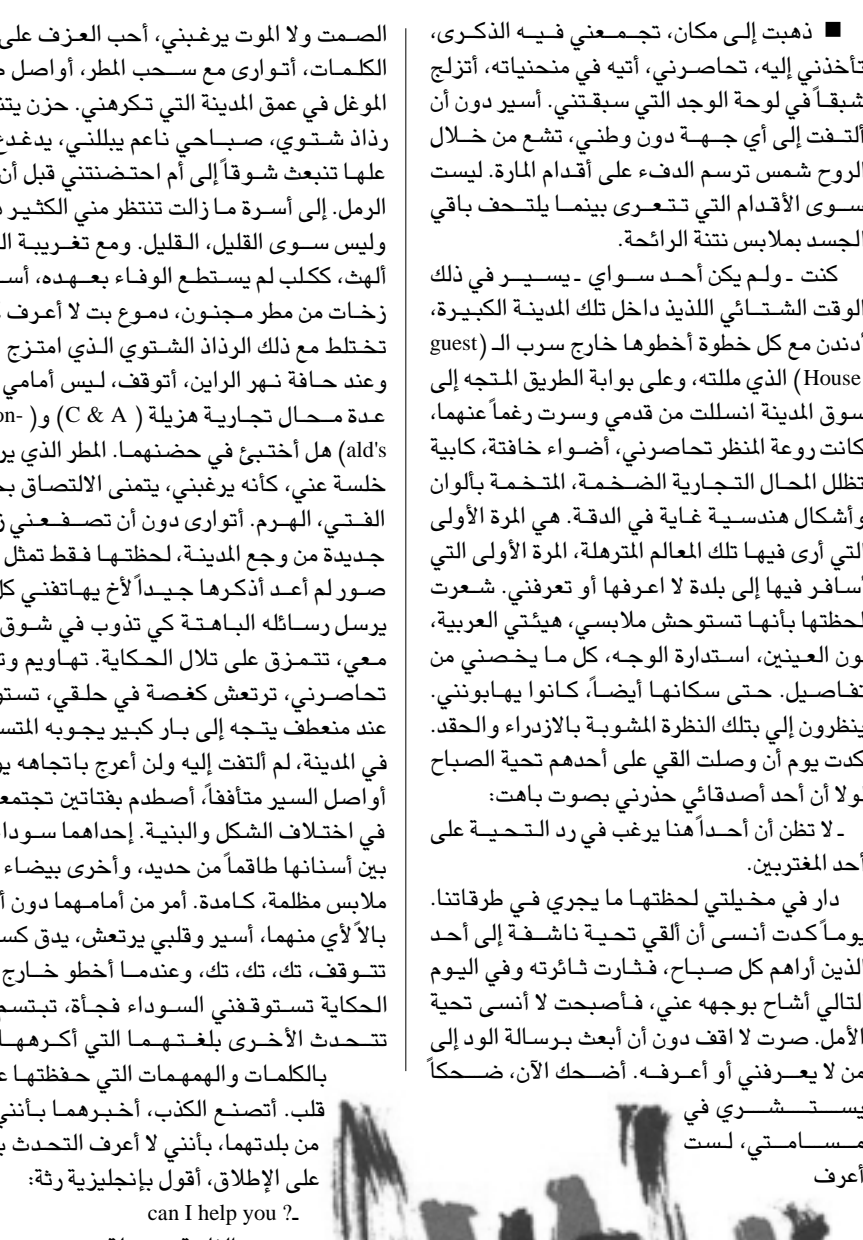 ■ ذهبت إلى مكان، تجمعني فيه الذكرى،
تأخذني إليه، تحاصرني، أتيه في منحنياته، أتزلج
شبقاً في لوحة الوجد التي سبقتني. أسير دون أن
ألتفت إلى أي جهة دون وطني، تشع من خلال
الروح شمس ترسم الدفء على أقدام المارة. ليست
سوى الأقدام التي تتعرى بينما يلتحف باقي
الجسد بملابس نتنة الرائحة.
كنت ـ ولم يكن أحد سواي ـ يسير في ذلك
الوقت الشتائي اللذيذ داخل تلك المدينة الكبيرة،
أدندن مع كل خطوة أخطوها خارج سرب الـ (guest
House) الذي مللته، وعلى بوابة الطريق المتجه إلى
سوق المدينة انسللت من قدمي وسرت رغماً عنهما،
كانت روعة المنظر تحاصرني، أضواء خافتة، كابية
تظلل المحال التجارية الضخمة، المتخمة بألوان
وأشكال هندسية غاية في الدقة. هي المرة الأولى
التي أرى فيها تلك المعالم المترهلة، المرة الأولى التي
أسافر فيها إلى بلدة لا اعرفها أو تعرفني. شعرت
لحظتها بأنها تستوحش ملابسي، هيئتي العربية،
لون العينين، استدارة الوجه، كل ما يخصني من
تفاصيل. حتى سكانها أيضاً، كانوا يهابونني.
ينظرون إلي بتلك النظرة المشوبة بالازدراء والحقد.
كدت يوم أن وصلت القي على أحدهم تحية الصباح
لولا أن أحد أصدقائي حذرني بصوت باهت:
ـ لا تظن أن أحداً هنا يرغب في رد التحية على
أحد المغتربين.
دار في مخيلتي لحظتها ما يجري في طرقاتنا.
يوماً كدت أنسى أن ألقي تحية ناشفة إلى أحد
الذين أراهم كل صباح، فثارت ثائرته وفي اليوم
التالي أشاح بوجهه عني، فأصبحت لا أنسى تحية
الأمل. صرت لا اقف دون أن أبعث برسالة الود إلى
من لا يعرفني أو أعرفه. أضحك الآن، ضحكاً
يستشري في
مسامتي، لست
أعرف
الصمت ولا الموت يرغبني، أحب العزف على
الكلمات، أتوارى مع سحب المطر، أواصل
الموغل في عمق المدينة التي تكرهني. حزن
رذاذ شتوي، صباحي ناعم يبللني،
علها تنبعث شوقاً إلى أم احتضنتني قبل أن
الرمل. إلى أسرة ما زالت تنتظر مني الكثير
وليس سوى القليل، القليل. ومع تغريبة
ألهث، ككلب لم يستطع الوفاء بعهده،
زخات من مطر مجنون، دموع بت لا أعرف
تختلط مع ذلك الرذاذ الشتوي الذي امتزج
وعند حافة نهر الراين، أتوقف، ليس أمامي
عدة محال تجارية هزيلة ( C & A) و( on-
ald's) هل أختبئ في حضنهما. المطر الذي
خلسة عني، كأنه يرغبني، يتمنى الالتصاق
الفتي، الهرم. أتوارى دون أن تصفعني
جديدة من وجع المدينة، لحظتها فقط تمثل
صور لم أعد أذكرها جيداً لأخ يهاتفني
يرسل رسائله الباهتة كي تذوب في شوق
معي، تتمزق على تلال الحكاية. تهاويم
تحاصرني، ترتعش كغصة في حلقي،
عند منعطف يتجه إلى بار كبير يجوبه
في المدينة، لم ألتفت إليه ولن أعرج باتجاهه
أواصل السير متأففاً، أصطدم بفتاتين
في اختلاف الشكل والبنية. إحداهما
بين أسنانها طاقماً من حديد، وأخرى بيضاء
ملابس مظلمة، كامدة. أمر من أمامهما دون
بالاً لأي منهما، أسير وقلبي يرتعش، يدق
تتوقف، تك، تك، تك، وعندما أخطو خارج
الحكاية تستوقفني السوداء فجأة،
تتحدث الأخرى بلغتهما التي
بالكلمات والهمهمات التي حفظتها
قلب. أتصنع الكذب، أخبرهما بأنني
من بلدتهما، بأنني لا أعرف التحدث
على الإطلاق، أقول بإنجليزية رثة:
ـ? can I help you